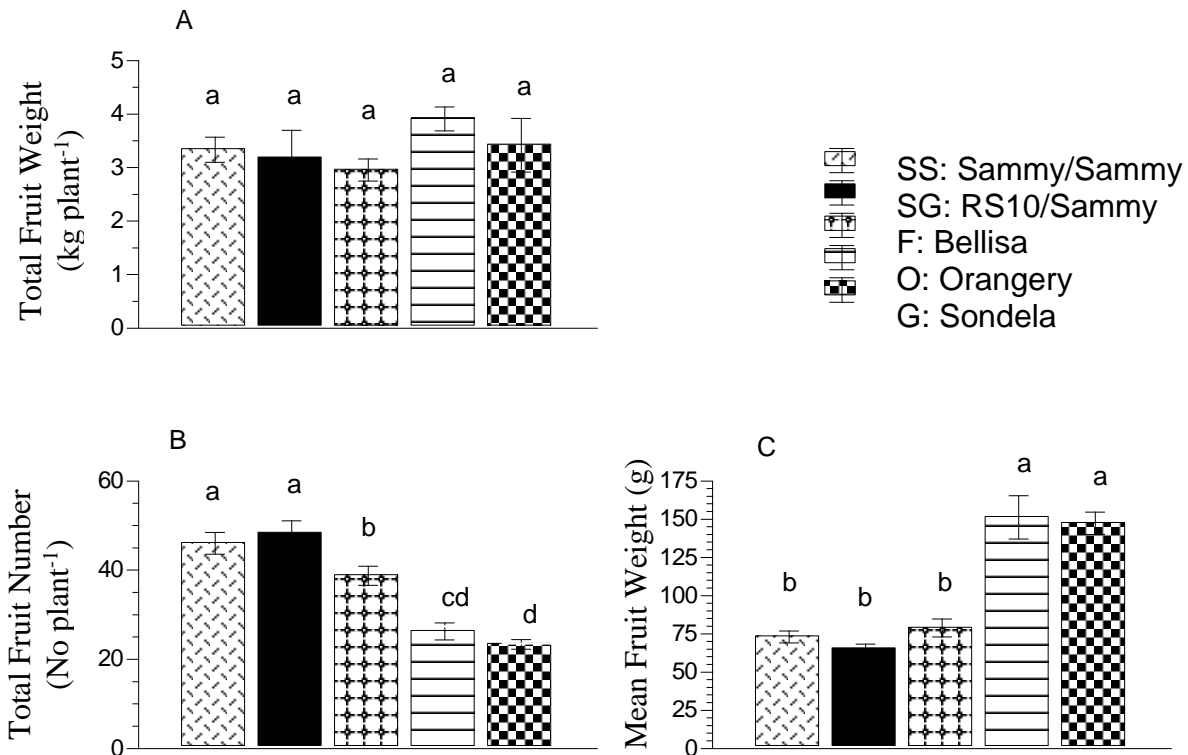 A
Total Fruit Weight
(kg plant-1)
5
4
3
2
1
0
a
a
a
a
a
SS: Sammy/Sammy
SG: RS10/Sammy
F: Bellisa
O: Orangery
G: Sondela
B
Total Fruit Number
(No plant-1)
60
40
20
0
a
a
b
cd
d
C
Mean Fruit Weight (g)
175
150
125
100
75
50
25
0
b
b
b
a
a